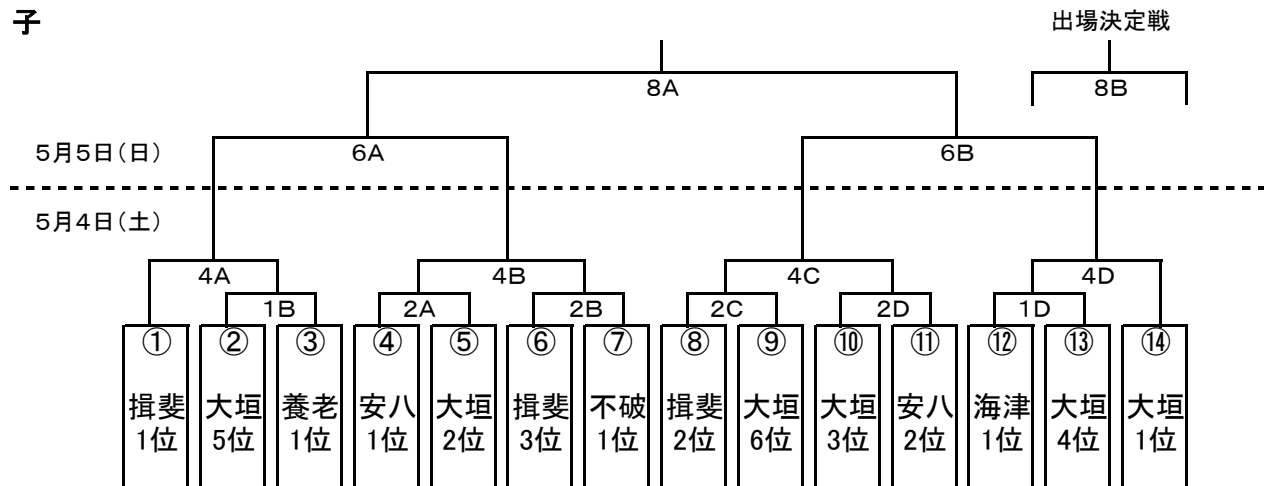 子
出場決定戦
8A
8B
5月5日(日)
6A
6B
5月4日(土)
4A
4B
4C
4D
1B
2A
2B
2C
2D
1D
①
②
③
④
⑤
⑥
⑦
⑧
⑨
⑩
⑪
⑫
⑬
⑭
揖斐
1位
大垣
5位
養老
1位
安八
1位
大垣
2位
揖斐
3位
不破
1位
揖斐
2位
大垣
6位
大垣
3位
安八
2位
海津
1位
大垣
4位
大垣
1位